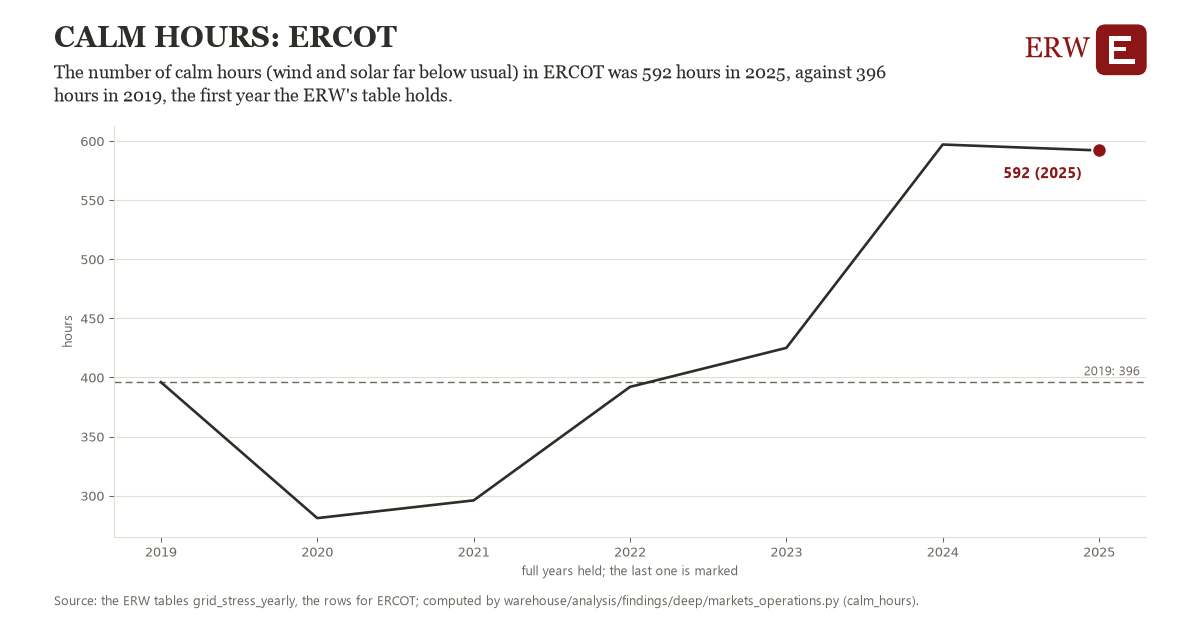 CALM HOURS: ERCOT
ERW E
The number of calm hours (wind and solar far below usual) in ERCOT was 592 hours in 2025, against 396
hours in 2019, the first year the ERW's table holds.
600
550
500
450
400
350
300
hours
592 (2025)
2019: 396
2019 2020 2021 2022 2023 2024 2025
full years held; the last one is marked
Source: the ERW tables grid_stress_yearly, the rows for ERCOT; computed by warehouse/analysis/findings/deep/markets_operations.py (calm_hours).